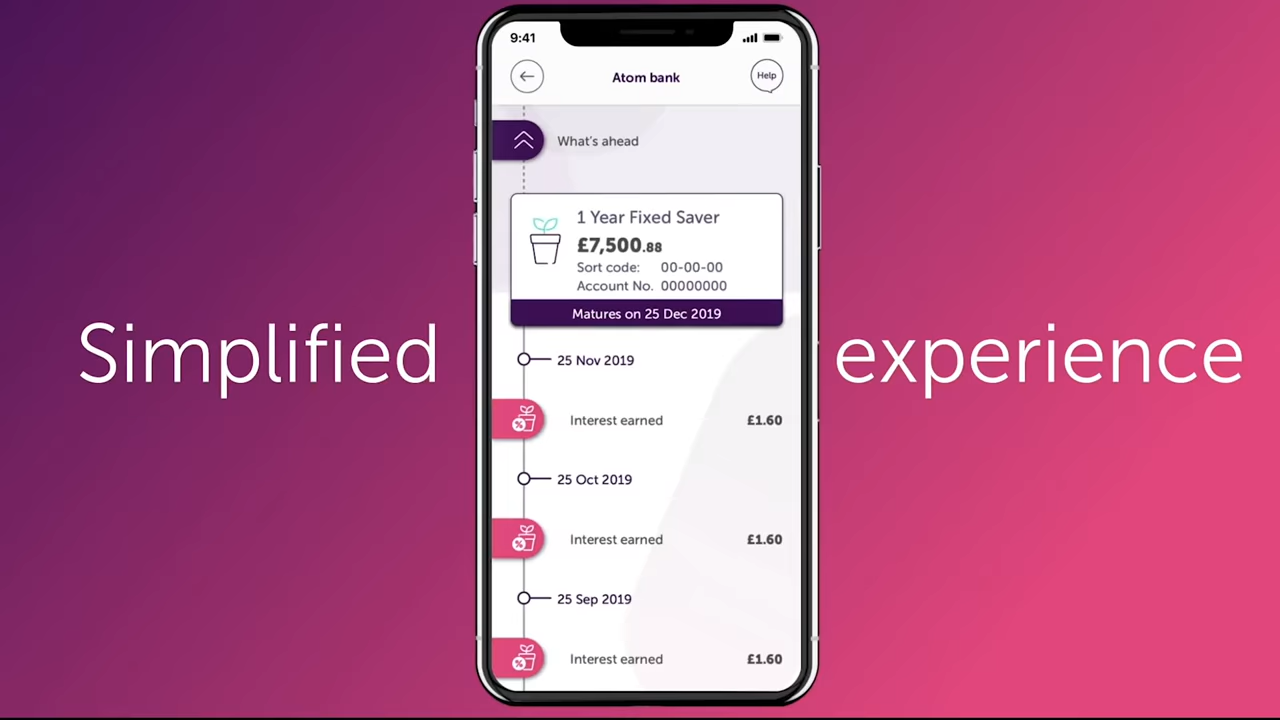 9:41
Atom bank
Help
What's ahead
1 Year Fixed Saver
£7,500.88
Sort code: 00-00-00
Account No. 00000000
Matures on 25 Dec 2019
Simplified experience
25 Nov 2019
Interest earned £1.60
25 Oct 2019
Interest earned £1.60
25 Sep 2019
Interest earned £1.60